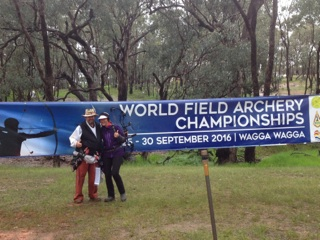 WORLD FIELD ARCHERY
CHAMPIONSHIPS
- 30 SEPTEMBER 2016 | WAGGA WAGGA